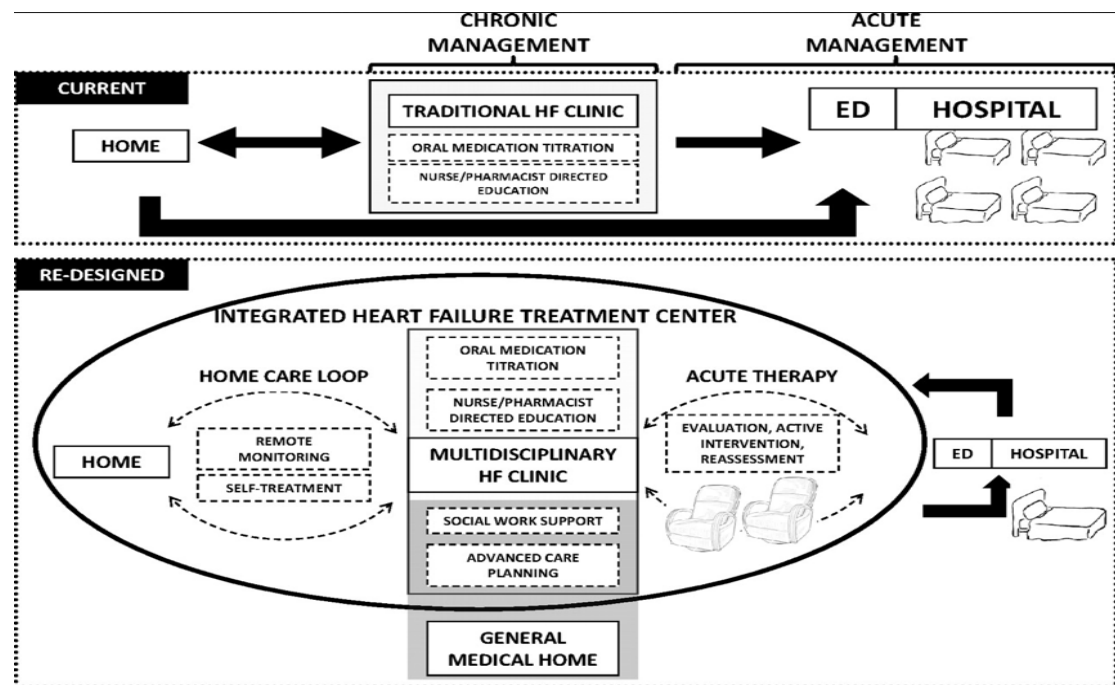 CHRONIC
MANAGEMENT
ACUTE
MANAGEMENT
CURRENT
HOME
TRADITIONAL HF CLINIC
ORAL MEDICATION TITRATION
NURSE/PHARMACIST DIRECTED
EDUCATION
ED
HOSPITAL
RE-DESIGNED
INTEGRATED HEART FAILURE TREATMENT CENTER
HOME CARE LOOP
HOME
REMOTE
MONITORING
SELF-TREATMENT
ORAL MEDICATION
TITRATION
NURSE/PHARMACIST
DIRECTED EDUCATION
MULTIDISCIPLINARY
HF CLINIC
SOCIAL WORK SUPPORT
ADVANCED CARE
PLANNING
GENERAL
MEDICAL HOME
ACUTE THERAPY
EVALUATION, ACTIVE
INTERVENTION,
REASSESSMENT
ED
HOSPITAL